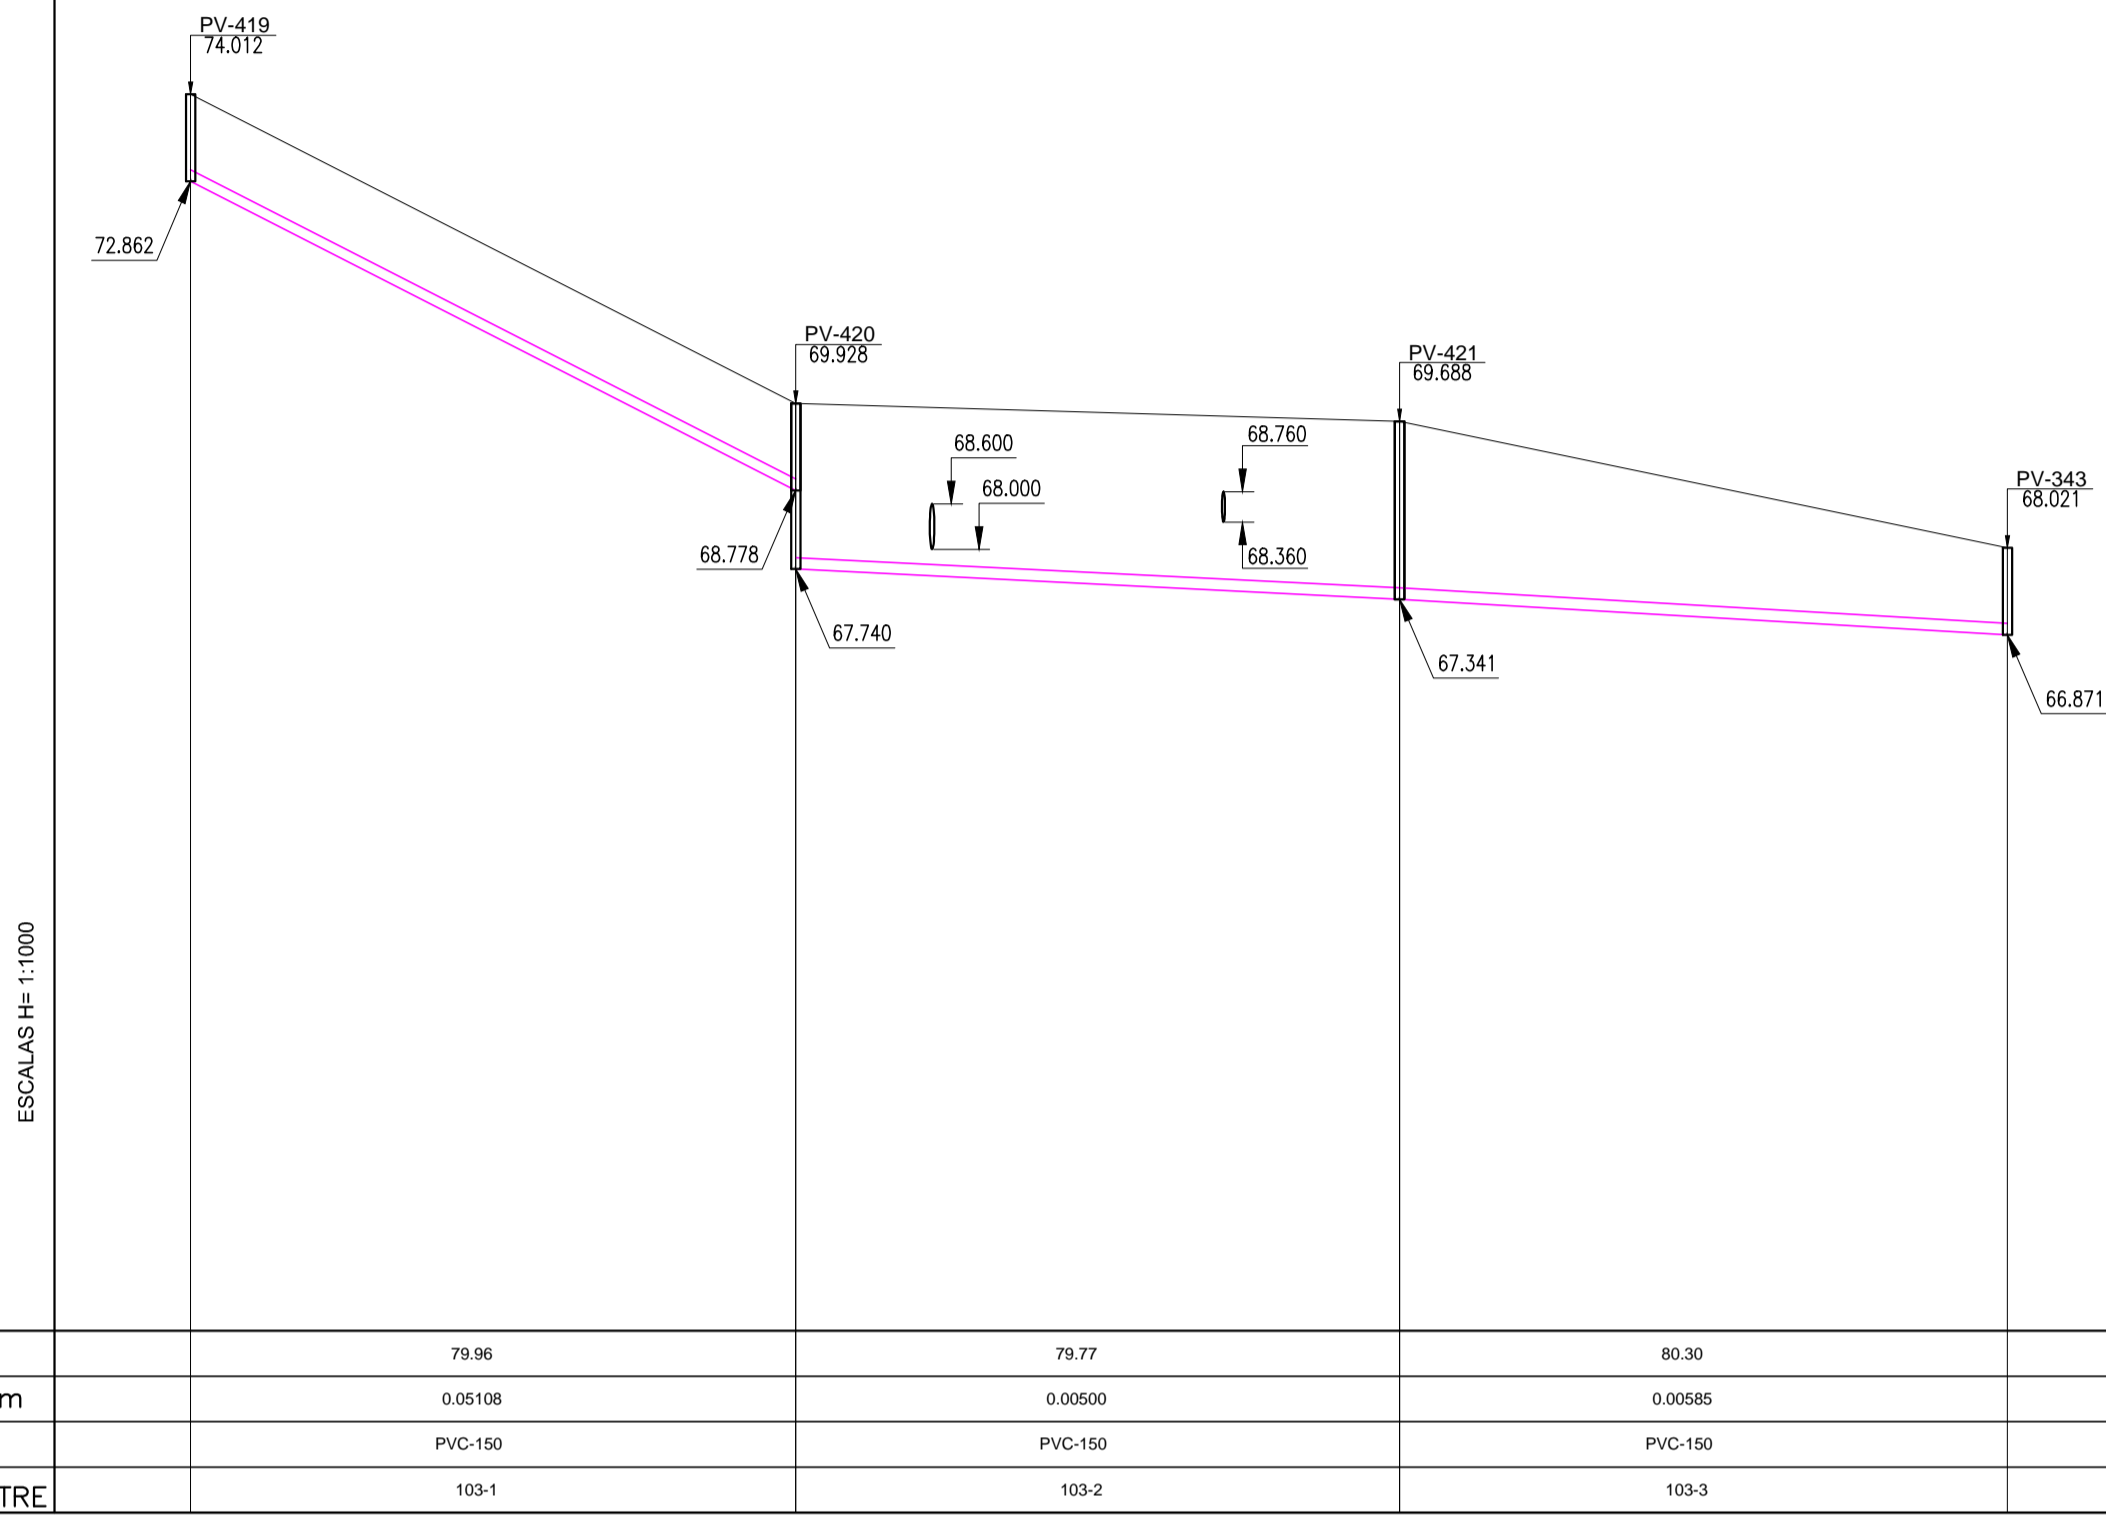 PV-419
74.012
72.862
PV-420
69.928
PV-421
69.688
68.600
68.000
68.760
68.360
68.778
67.740
67.341
PV-343
68.021
66.871
ESCALAS H= 1:1000
79.96 79.77 80.30
m 0.05108 0.00500 0.00585
PVC-150 PVC-150 PVC-150
TRE 103-1 103-2 103-3